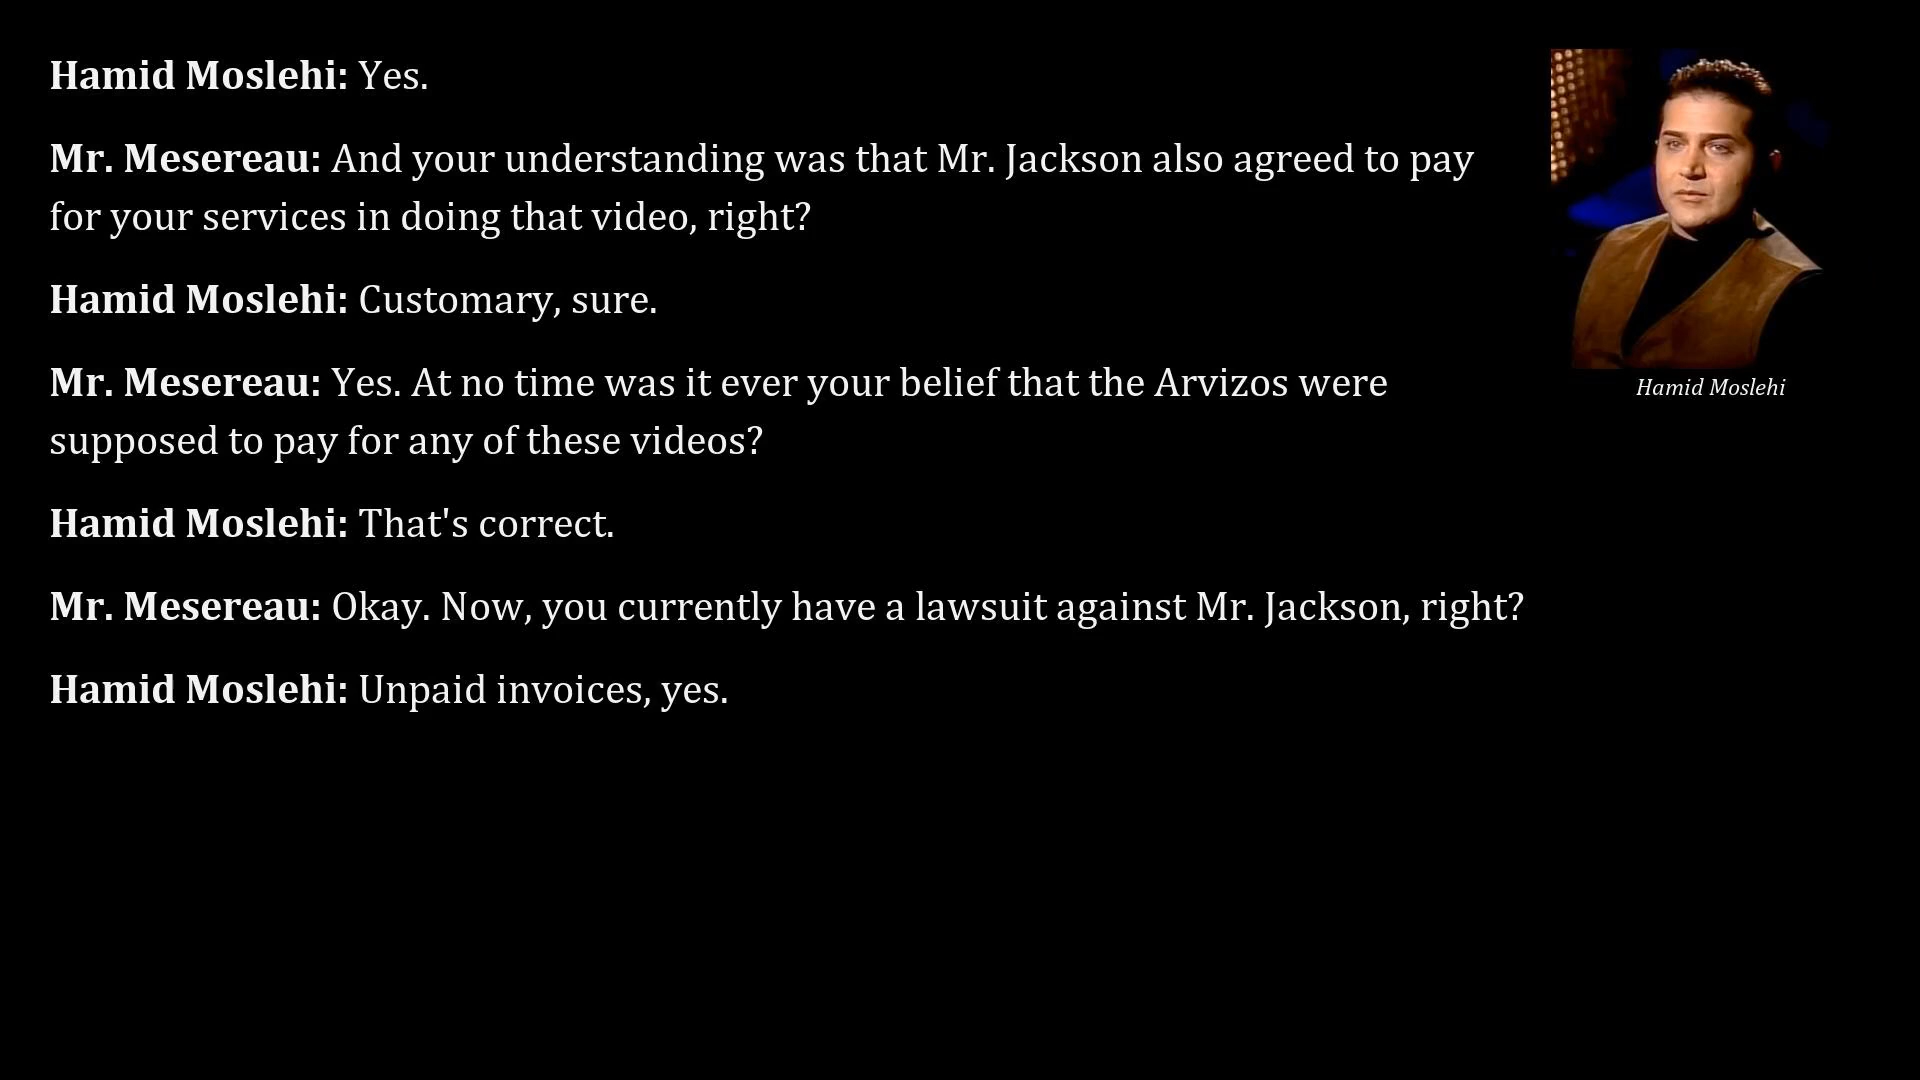 Hamid Moslehi: Yes.
Mr. Mesereau: And your understanding was that Mr. Jackson also agreed to pay
for your services in doing that video, right?
Hamid Moslehi: Customary, sure.
Mr. Mesereau: Yes. At no time was it ever your belief that the Arvizos were
supposed to pay for any of these videos?
Hamid Moslehi: That's correct.
Mr. Mesereau: Okay. Now, you currently have a lawsuit against Mr. Jackson, right?
Hamid Moslehi: Unpaid invoices, yes.
Hamid Moslehi